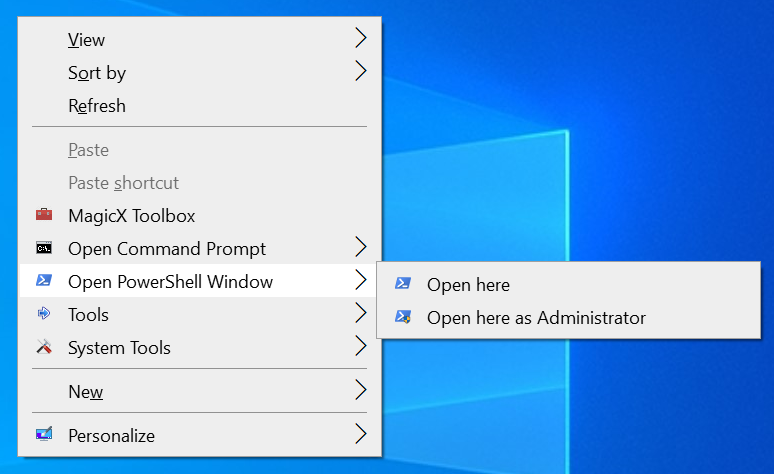 View
Sort by
Refresh
Paste
Paste shortcut
MagicX Toolbox
Open Command Prompt
Open PowerShell Window
Open here
Open here as Administrator
Tools
System Tools
New
Personalize